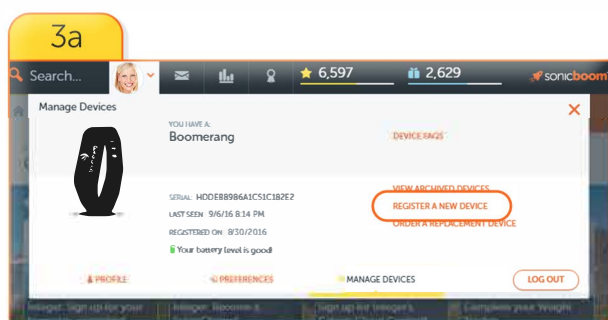 3a
Search...
6,597
2,629
sonicboom
Manage Devices
YOU HAVE A:
Boomerang
DEVICE FAQS
SERIAL: HDDE88986A1C51C182E2
LAST SEEN 9/6/16 8:14 PM
REGISTERED ON: 8/30/2016
Your battery level is good!
VIEW ARCHIVED DEVICES
REGISTER A NEW DEVICE
ORDER A REPLACEMENT DEVICE
PROFILE
PREFERENCES
MANAGE DEVICES
LOG OUT